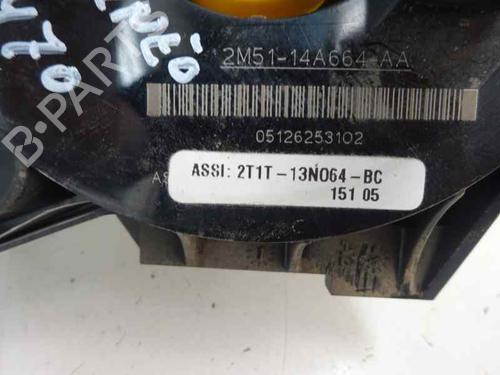 2M51-14A664-AA
05126253102
ASSI: 2T1T-13N064-BC
151 05
B-PARTS